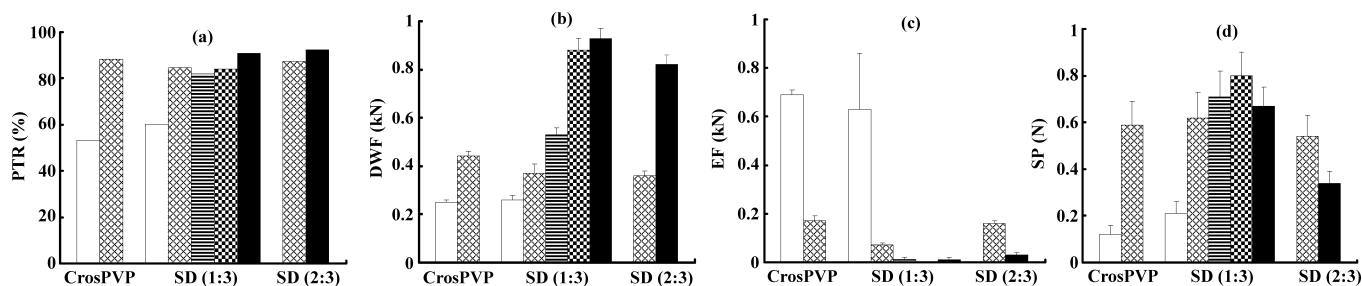 (a)
PTR (%)
100
80
60
40
20
0
CrosPVP SD (1:3) SD (2:3)
(b)
DWF (kN)
1
0.8
0.6
0.4
0.2
0
CrosPVP SD (1:3) SD (2:3)
(c)
EF (kN)
1
0.8
0.6
0.4
0.2
0
CrosPVP SD (1:3) SD (2:3)
(d)
SP (N)
1
0.8
0.6
0.4
0.2
0
CrosPVP SD (1:3) SD (2:3)